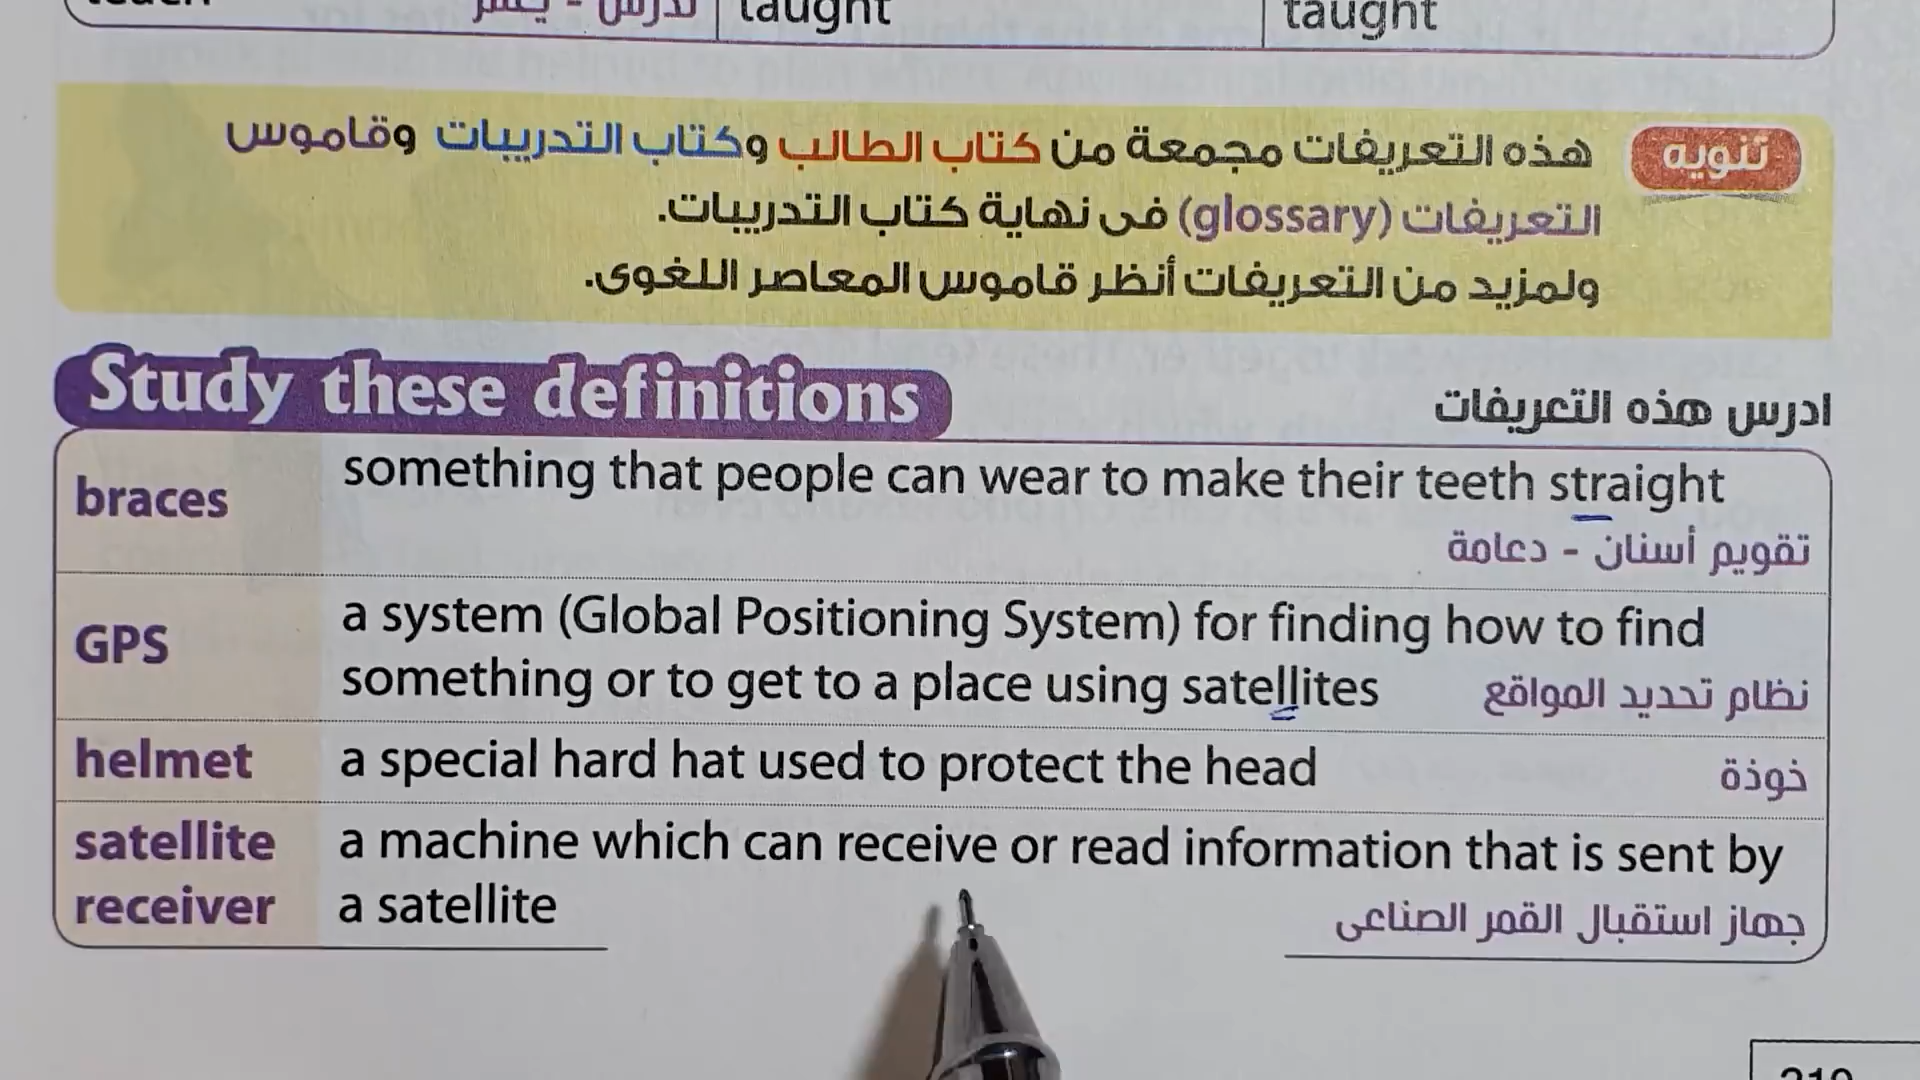 taught
taught
تنويه
هذه التعريفات مجمعة من كتاب الطالب وكتاب التدريبات وقاموس
التعريفات (glossary) فى نهاية كتاب التدريبات.
ولمزيد من التعريفات أنظر قاموس المعاصر اللغوى.
Study these definitions
ادرس هذه التعريفات
braces
something that people can wear to make their teeth straight
تقويم أسنان - دعامة
GPS
a system (Global Positioning System) for finding how to find
something or to get to a place using satellites
نظام تحديد المواقع
helmet
a special hard hat used to protect the head
خوذة
satellite
receiver
a machine which can receive or read information that is sent by
a satellite
جهاز استقبال القمر الصناعى